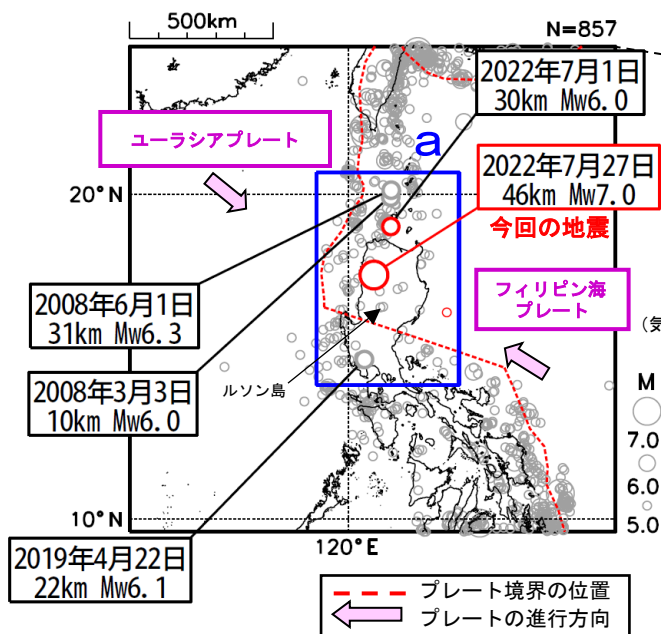 500km
N=857
2022年7月1日
30km Mw6.0
ユーラシアプレート
a
2022年7月27日
46km Mw7.0
今回の地震
20°N
フィリピン海
プレート
2008年6月1日
31km Mw6.3
(気
ルソン島
2008年3月3日
10km Mw6.0
M
7.0
6.0
5.0
10°N
120°E
2019年4月22日
22km Mw6.1
プレート境界の位置
プレートの進行方向